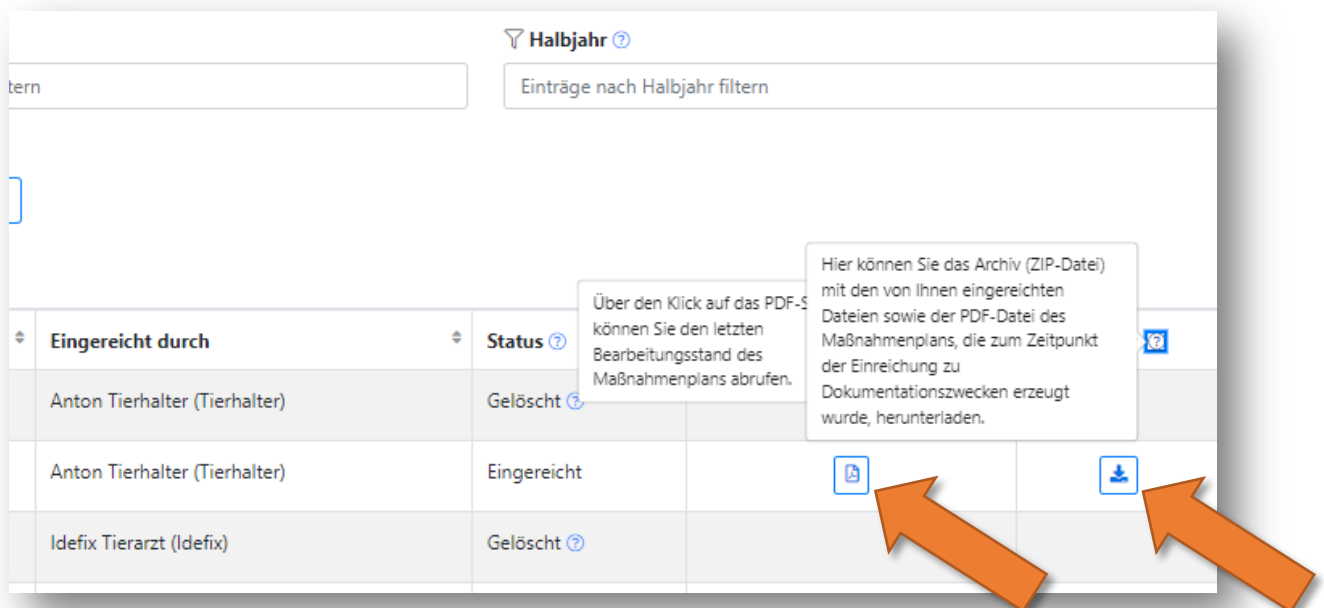 Halbjahr
tern
Einträge nach Halbjahr filtern
Hier können Sie das Archiv (ZIP-Datei)
mit den von Ihnen eingereichten
Dateien sowie der PDF-Datei des
Maßnahmenplans, die zum Zeitpunkt
der Einreichung zu
Dokumentationszwecken erzeugt
wurde, herunterladen.
Über den Klick auf das PDF-S
können Sie den letzten
Bearbeitungsstand des
Maßnahmenplans abrufen.
Eingereicht durch
Status
Anton Tierhalter (Tierhalter)
Gelöscht
Anton Tierhalter (Tierhalter)
Eingereicht
Idefix Tierarzt (Idefix)
Gelöscht